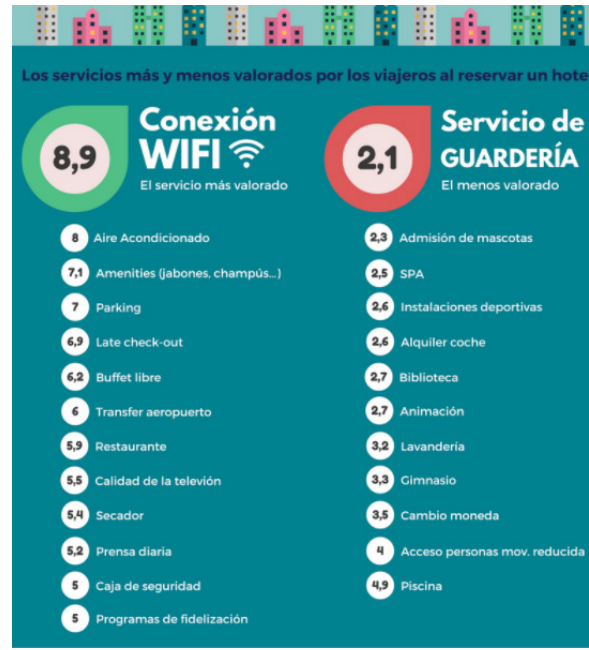 Los servicios más y menos valorados por los viajeros al reservar un hote
8,9
Conexión
WIFI
El servicio más valorado
8 Aire Acondicionado
7,1 Amenities (jabones, champús...)
7 Parking
6,9 Late check-out
6,2 Buffet libre
6 Transfer aeropuerto
5,9 Restaurante
5,5 Calidad de la televión
5,4 Secador
5,2 Prensa diaria
5 Caja de seguridad
5 Programas de fidelización
2,1
Servicio de
GUARDERÍA
El menos valorado
2,3 Admisión de mascotas
2,5 SPA
2,6 Instalaciones deportivas
2,6 Alquiler coche
2,7 Biblioteca
2,7 Animación
3,2 Lavandería
3,3 Gimnasio
3,5 Cambio moneda
4 Acceso personas mov. reducida
4,9 Piscina